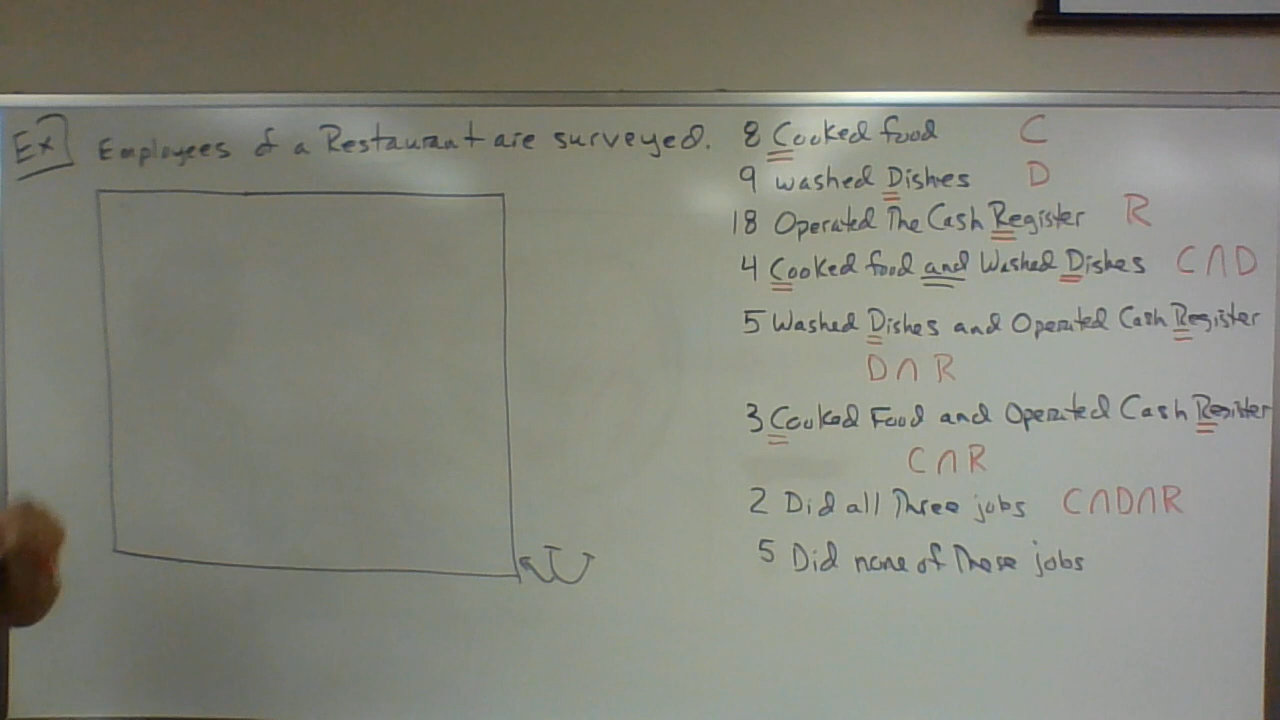 Ex Employees of a Restaurant are surveyed.
8 Cooked food C
9 washed Dishes D
18 Operated The Cash Register R
4 Cooked food and Washed Dishes C∩D
5 Washed Dishes and Operated Cash Register
D∩R
3 Cooked Food and Operated Cash Register
C∩R
2 Did all Three jobs C∩D∩R
5 Did none of These jobs
U